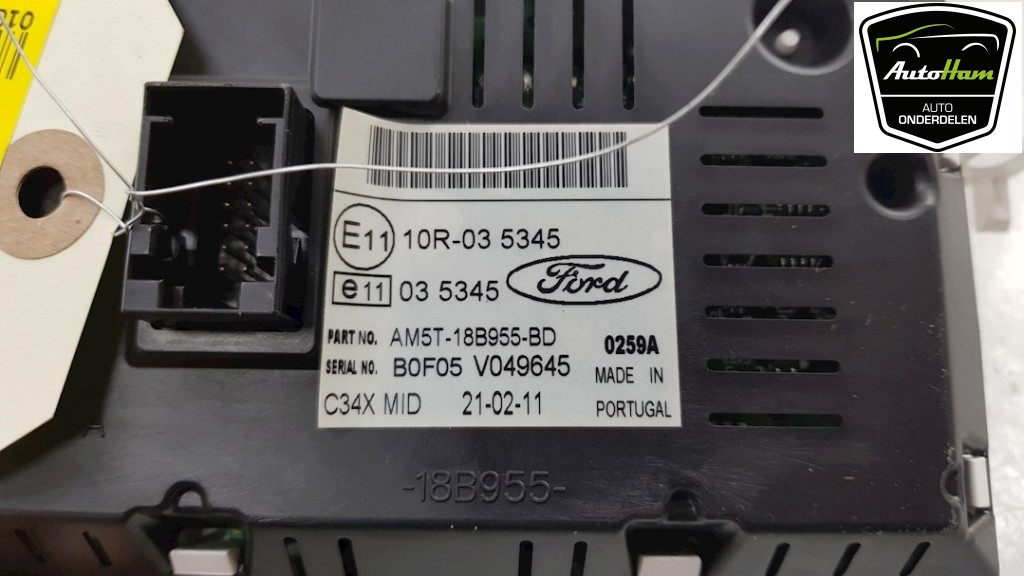 010
AutoHam
AUTO
ONDERDELEN
E11 10R-03 5345
e11 03 5345 Ford
PART NO. AM5T-18B955-BD 0259A
SERIAL NO. B0F05 V049645 MADE IN
C34X MID 21-02-11 PORTUGAL
-18B955-